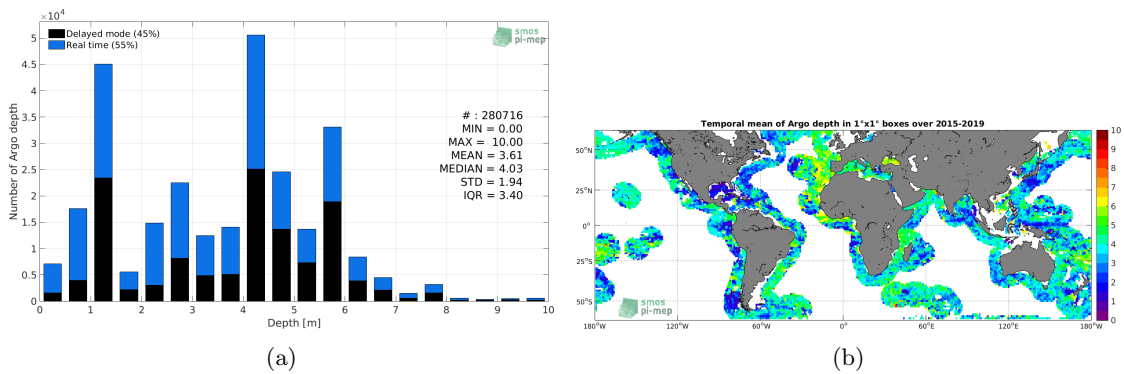 ×10⁴
Delayed mode (45%)
Real time (55%)
smos
pi-mep
5
4.5
4
3.5
3
2.5
2
1.5
1
0.5
0
Number of Argo depth
# : 280716
MIN = 0.00
MAX = 10.00
MEAN = 3.61
MEDIAN = 4.03
STD = 1.94
IQR = 3.40
0 1 2 3 4 5 6 7 8 9 10
Depth [m]
(a)
Temporal mean of Argo depth in 1°x1° boxes over 2015-2019
50°N
25°N
0°
25°S
50°S
smos
pi-mep
180°W 120°W 60°W 0° 60°E 120°E 180°W
10
9
8
7
6
5
4
3
2
1
0
(b)